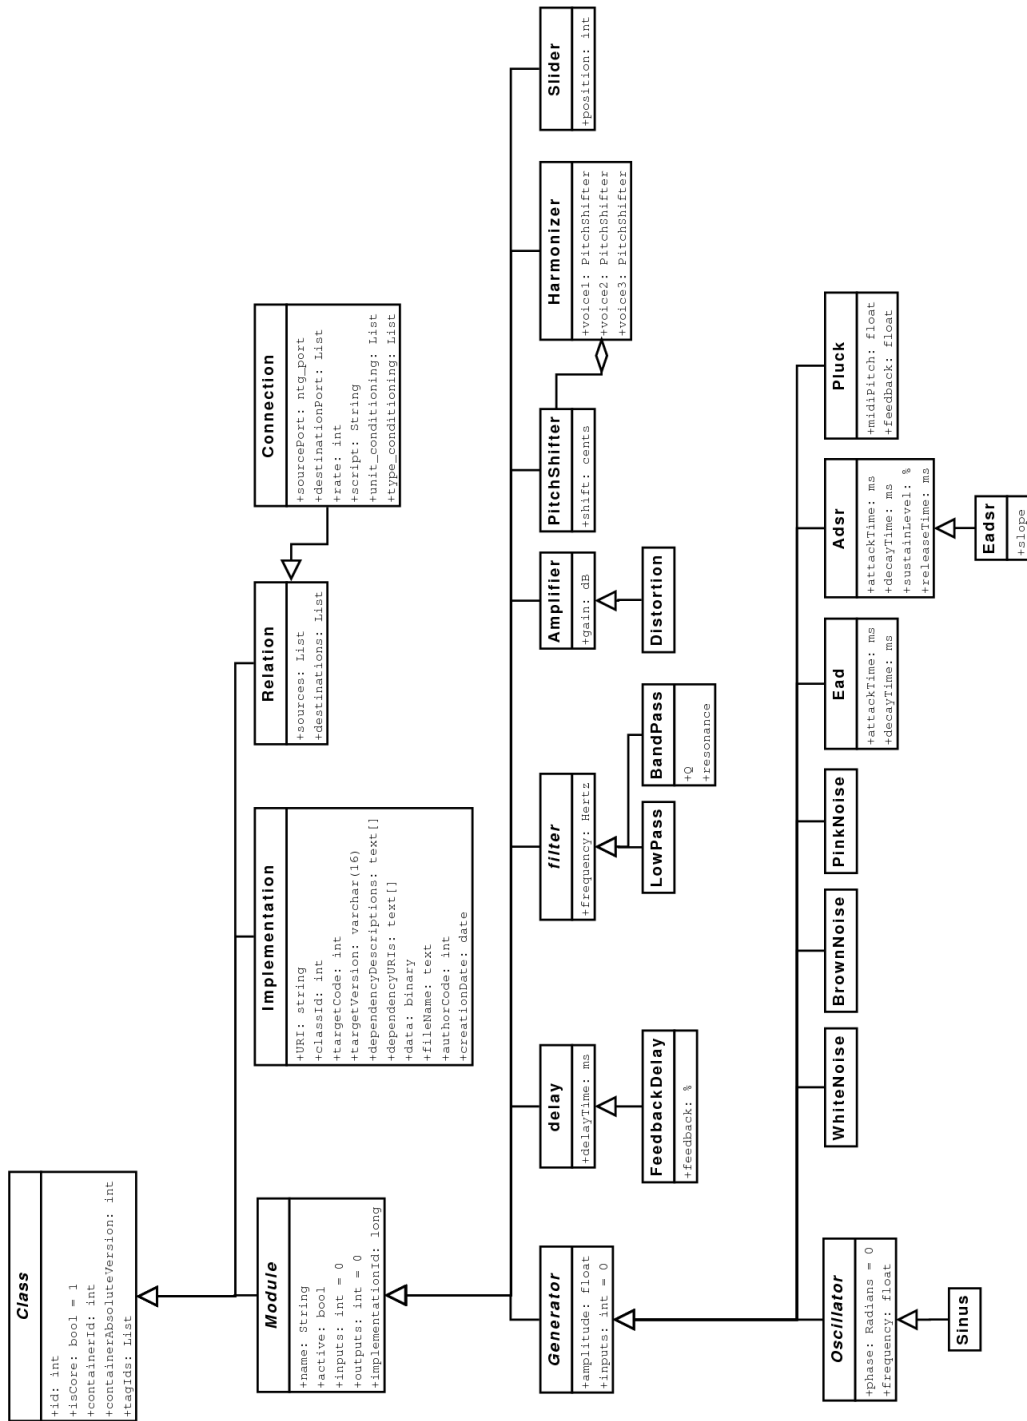 Class
+id: int
+isCore: bool = 1
+containerId: int
+containerAbsoluteVersion: int
+tagIds: List
Module
+name: String
+active: bool
+inputs: int = 0
+outputs: int = 0
+implementationId: long
Implementation
+URI: string
+classId: int
+targetCode: int
+targetVersion: varchar(16)
+dependencyDescriptions: text[]
+dependencyURIs: text[]
+data: binary
+fileName: text
+authorCode: int
+creationDate: date
Relation
+sources: List
+destinations: List
Connection
+sourcePort: ntg_port
+destinationPort: List
+rate: int
+script: String
+unit_conditioning: List
+type_conditioning: List
Generator
+amplitude: float
+inputs: int = 0
delay
+delayTime: ms
FeedbackDelay
+feedback: %
filter
+frequency: Hertz
LowPass
BandPass
+Q
+resonance
Amplifier
+gain: dB
Distortion
PitchShifter
+shift: cents
Harmonizer
+voice1: PitchShifter
+voice2: PitchShifter
+voice3: PitchShifter
Slider
+position: int
Oscillator
+phase: Radians = 0
+frequency: float
Sinus
WhiteNoise
BrownNoise
PinkNoise
Ead
+attackTime: ms
+decayTime: ms
Adsr
+attackTime: ms
+decayTime: ms
+sustainLevel: %
+releaseTime: ms
Eadsr
+slope
Pluck
+midiPitch: float
+feedback: float